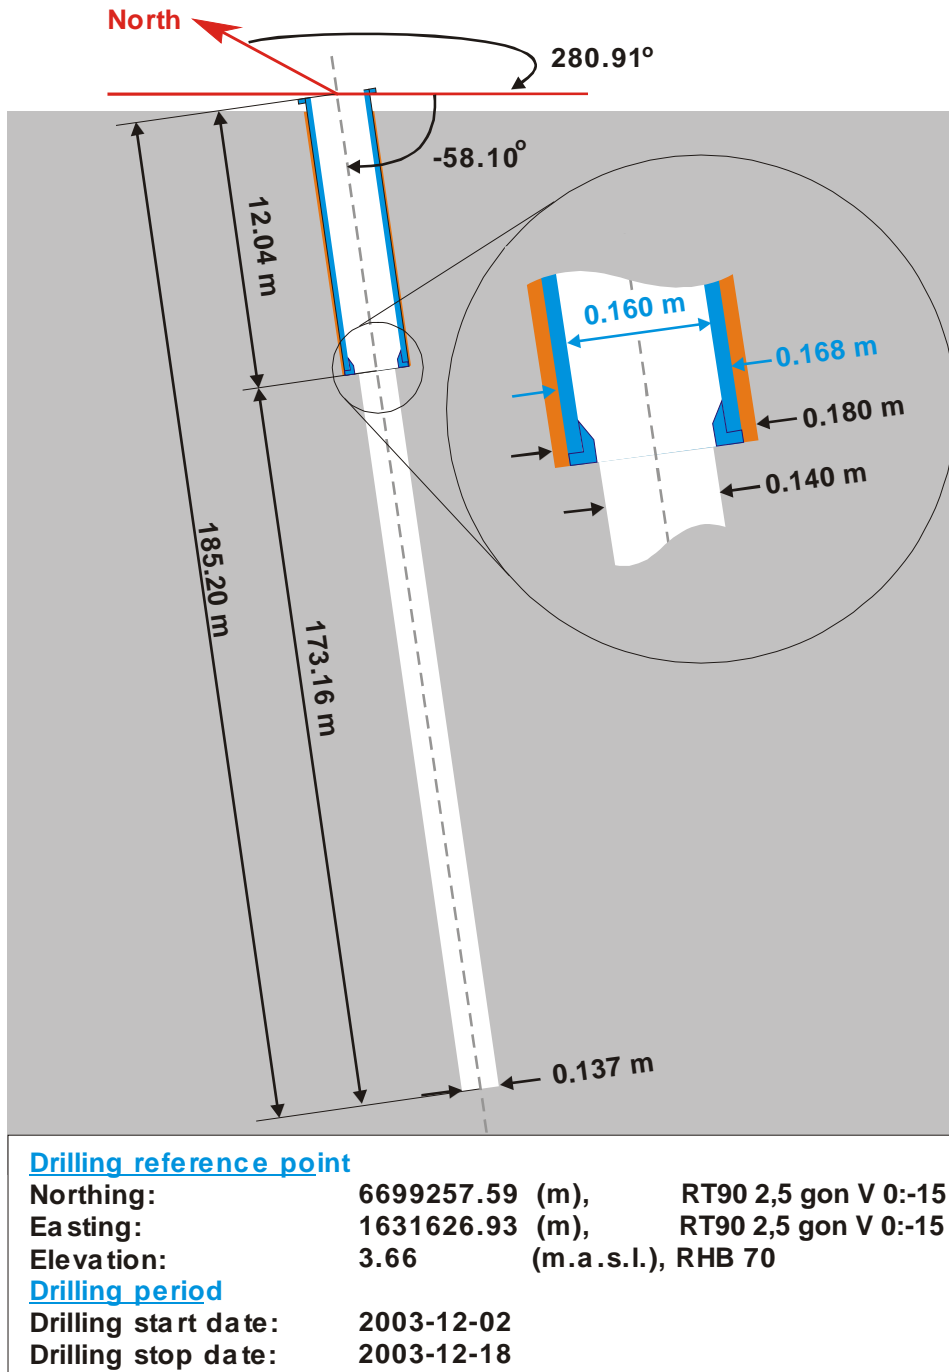 North
280.91º
-58.10º
12.04 m
0.160 m
0.168 m
0.180 m
0.140 m
185.20 m
173.16 m
0.137 m
Drilling reference point
Northing: 6699257.59 (m), RT90 2,5 gon V 0:-15
Easting: 1631626.93 (m), RT90 2,5 gon V 0:-15
Elevation: 3.66 (m.a.s.l.), RHB 70
Drilling period
Drilling start date: 2003-12-02
Drilling stop date: 2003-12-18